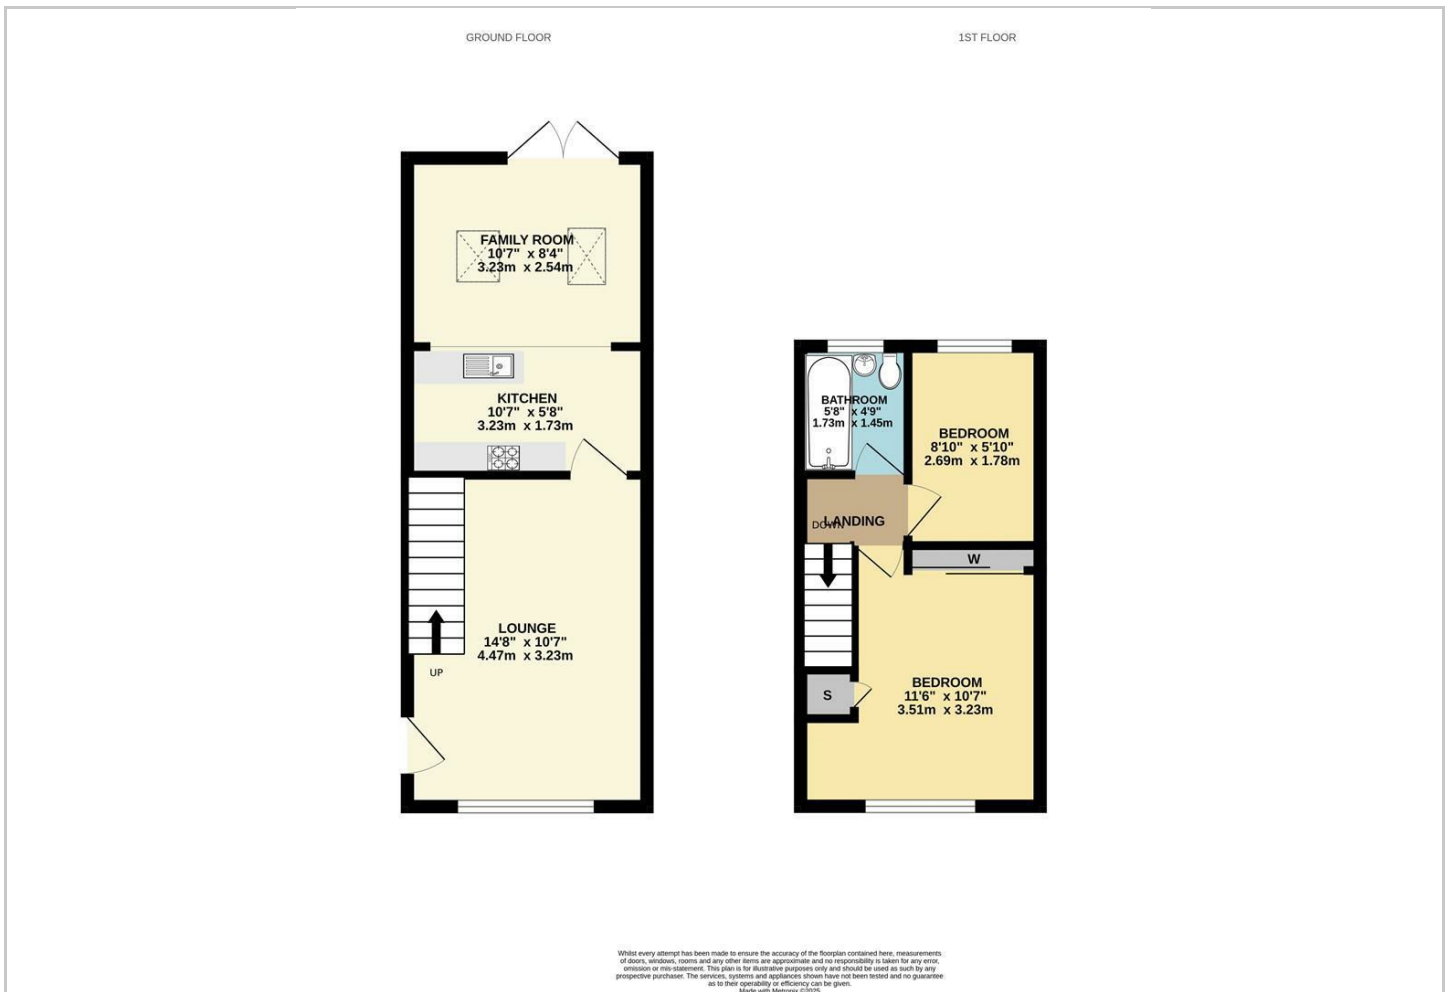 GROUND FLOOR
1ST FLOOR
FAMILY ROOM
10'7" x 8'4"
3.23m x 2.54m
KITCHEN
10'7" x 5'8"
3.23m x 1.73m
LOUNGE
14'8" x 10'7"
4.47m x 3.23m
UP
BATHROOM
5'8" x 4'9"
1.73m x 1.45m
BEDROOM
8'10" x 5'10"
2.69m x 1.78m
LANDING
DOWN
W
BEDROOM
11'6" x 10'7"
3.51m x 3.23m
S
Whilst every attempt has been made to ensure the accuracy of the floorplan contained here, measurements
of doors, windows, rooms and any other items are approximate and no responsibility is taken for any error,
omission or mis-statement. This plan is for illustrative purposes only and should be used as such by any
prospective purchaser. The services, systems and appliances shown have not been tested and no guarantee
as to their operability or efficiency can be given.
Made with Metropix ©2025